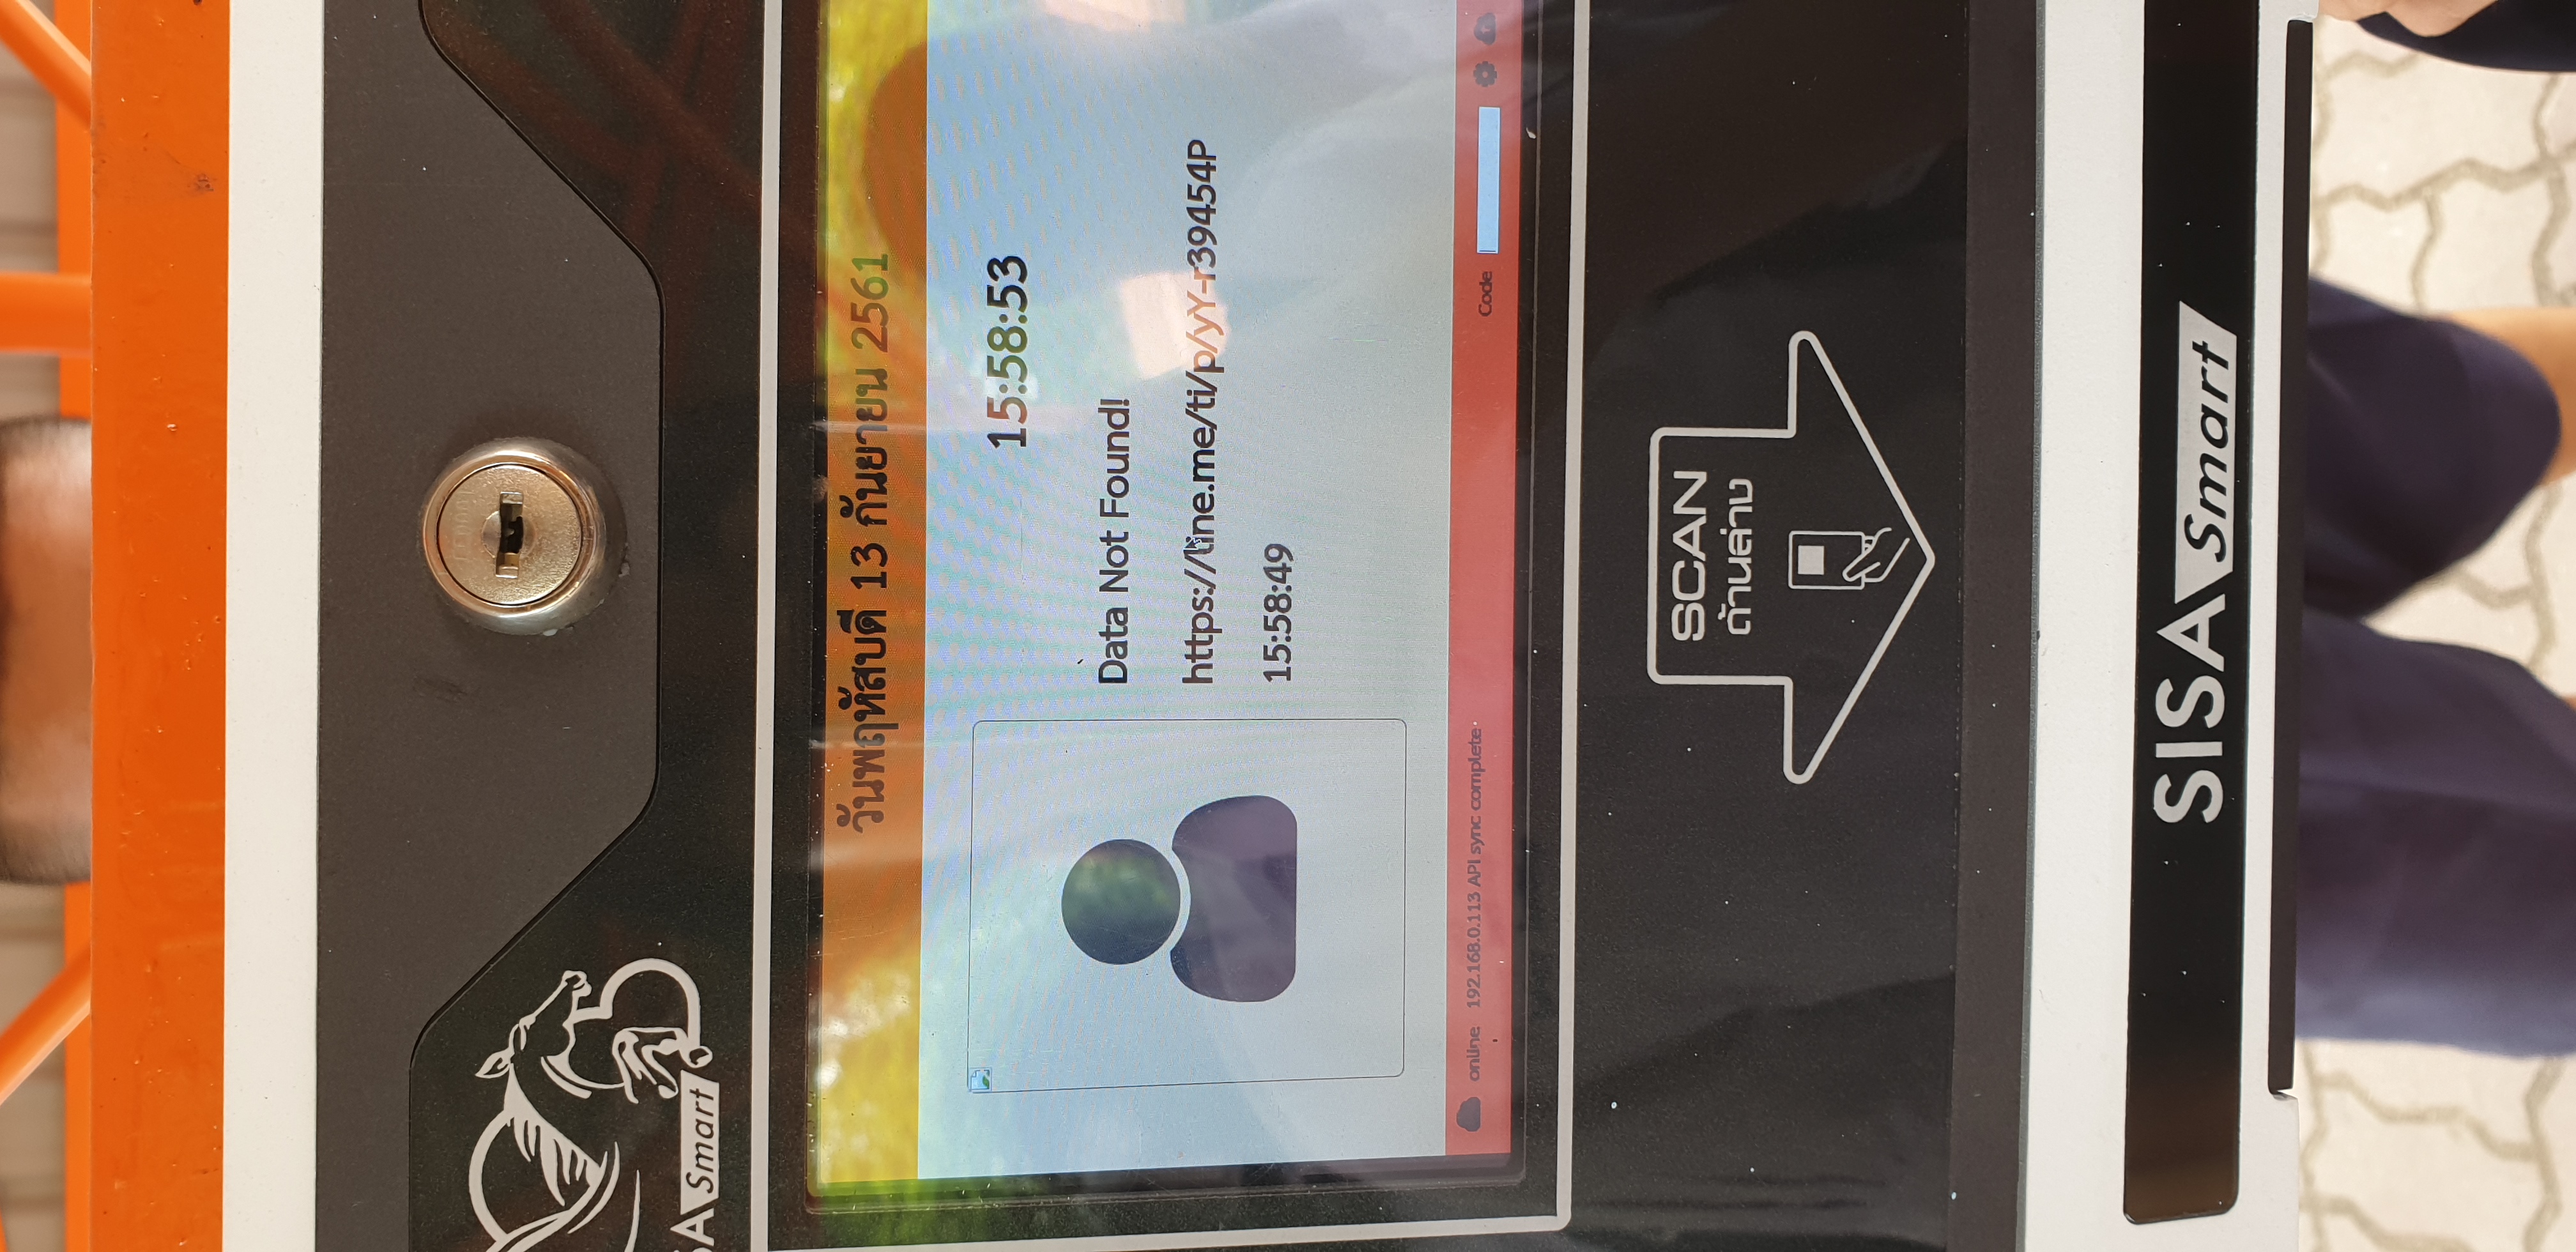 SA Smart
วันพฤหัสบดี 13 กันยายน 2561
15:58:53
Data Not Found!
https://line.me/ti/p/yY-r39454P
15:58:49
online 192.168.0.113 API sync complete
Code
SCAN
ด้านล่าง
SISA Smart